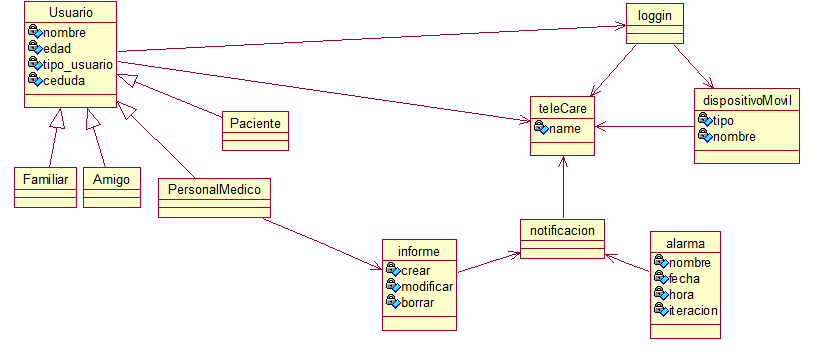 Usuario
nombre
edad
tipo_usuario
ceduda
loggin
teleCare
name
dispositivoMovil
tipo
nombre
Paciente
Familiar
Amigo
PersonalMedico
informe
crear
modificar
borrar
notificacion
alarma
nombre
fecha
hora
iteracion